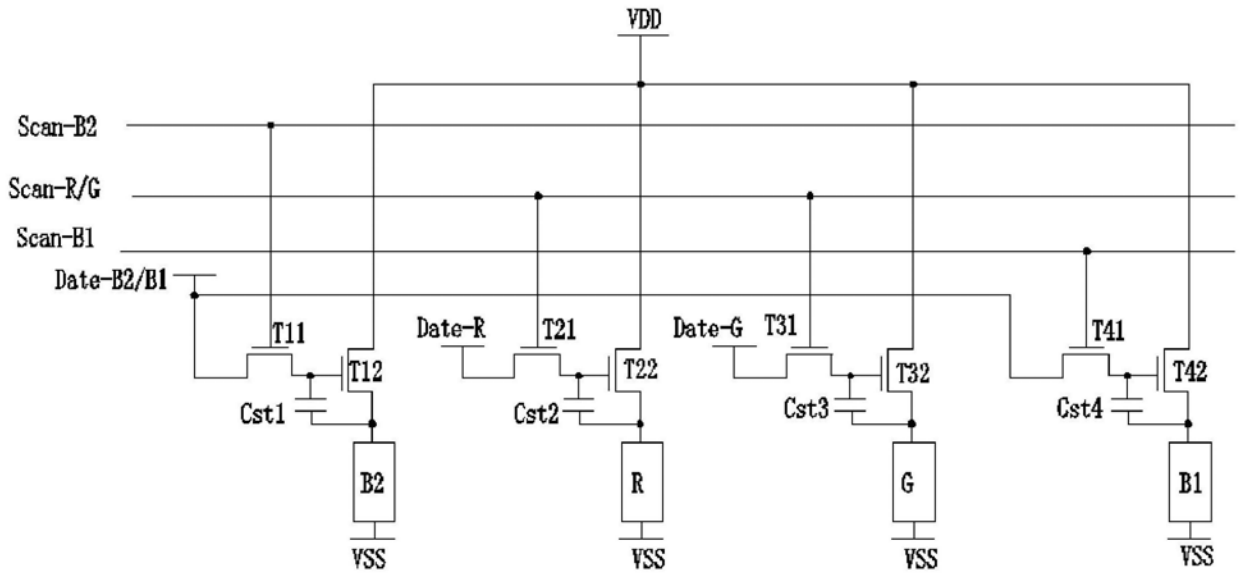 VDD
Scan-B2
Scan-R/G
Scan-B1
Date-B2/B1
T11
Date-R
T21
Date-G
T31
T41
T12
T22
T32
T42
Cst1
Cst2
Cst3
Cst4
B2
R
G
B1
VSS
VSS
VSS
VSS